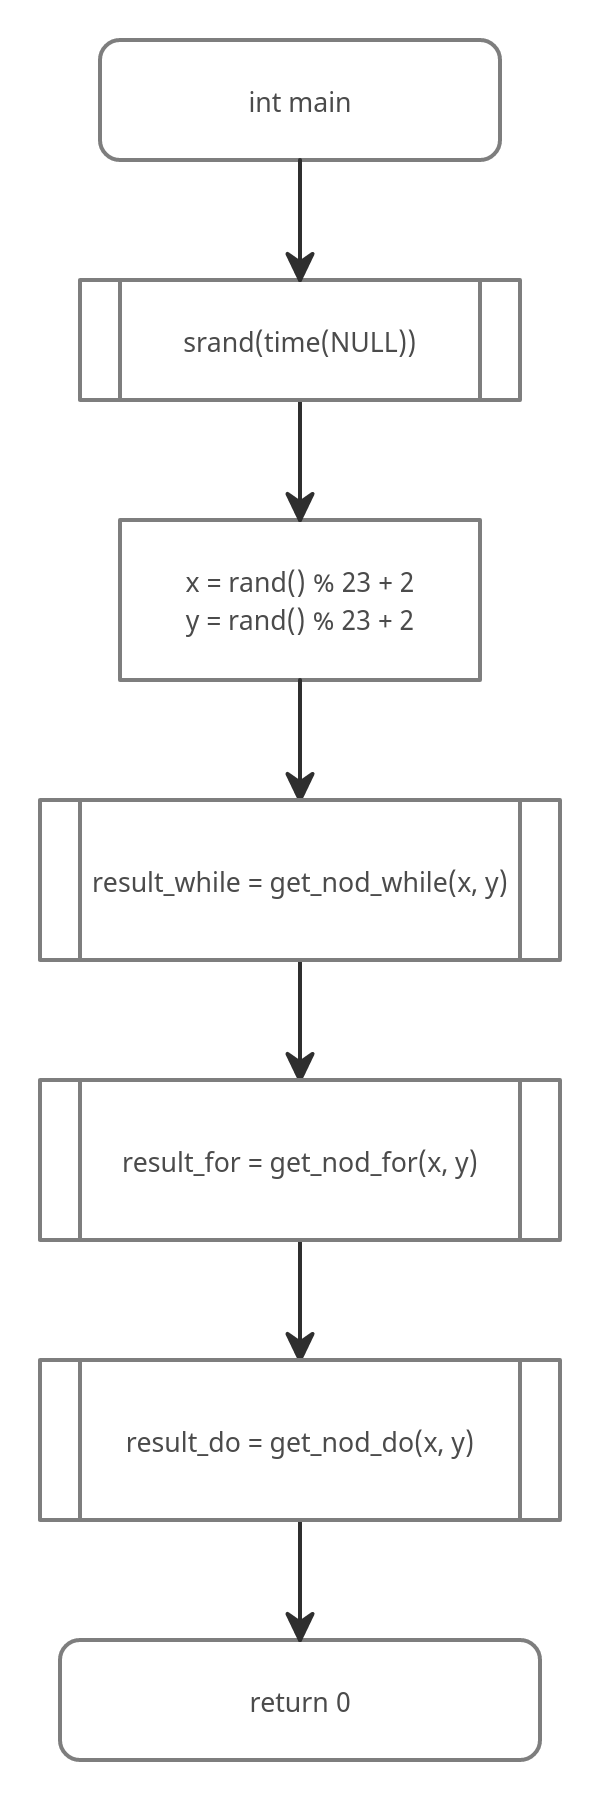 int main
srand(time(NULL))
x = rand() % 23 + 2
y = rand() % 23 + 2
result_while = get_nod_while(x, y)
result_for = get_nod_for(x, y)
result_do = get_nod_do(x, y)
return 0